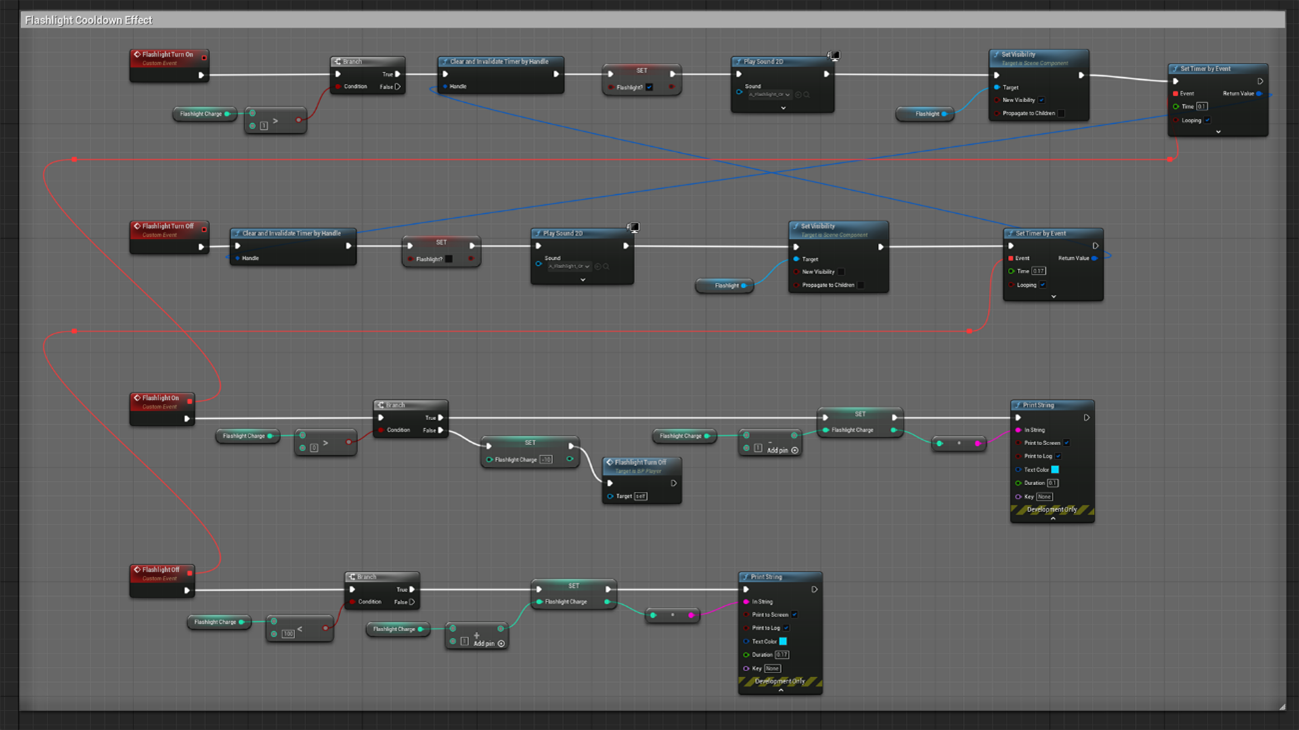 Flashlight Cooldown Effect
Flashlight Turn On
Custom Event
Flashlight Charge
>
1
Branch
Condition
True
False
Clear and Invalidate Timer by Handle
Handle
SET
Flashlight?
Play Sound 2D
Sound
Flashlight
Set Visibility
Target is Scene Component
Target
New Visibility
Propagate to Children
Set Timer by Event
Event
Return Value
Time 0.1
Looping
Flashlight Turn Off
Custom Event
Clear and Invalidate Timer by Handle
Handle
SET
Flashlight?
Play Sound 2D
Sound
Flashlight
Set Visibility
Target is Scene Component
Target
New Visibility
Propagate to Children
Set Timer by Event
Event
Return Value
Time 0.17
Looping
Flashlight On
Custom Event
Flashlight Charge
>
0
Branch
Condition
True
False
SET
Flashlight Charge -10
Flashlight Turn Off
Target is BP Player
Target self
Flashlight Charge
-
1
Add pin
SET
Flashlight Charge
Print String
In String
Print to Screen
Print to Log
Text Color
Duration 0.1
Key None
Development Only
Flashlight Off
Custom Event
Flashlight Charge
<
100
Branch
Condition
True
False
Flashlight Charge
+
1
Add pin
SET
Flashlight Charge
Print String
In String
Print to Screen
Print to Log
Text Color
Duration 0.17
Key None
Development Only